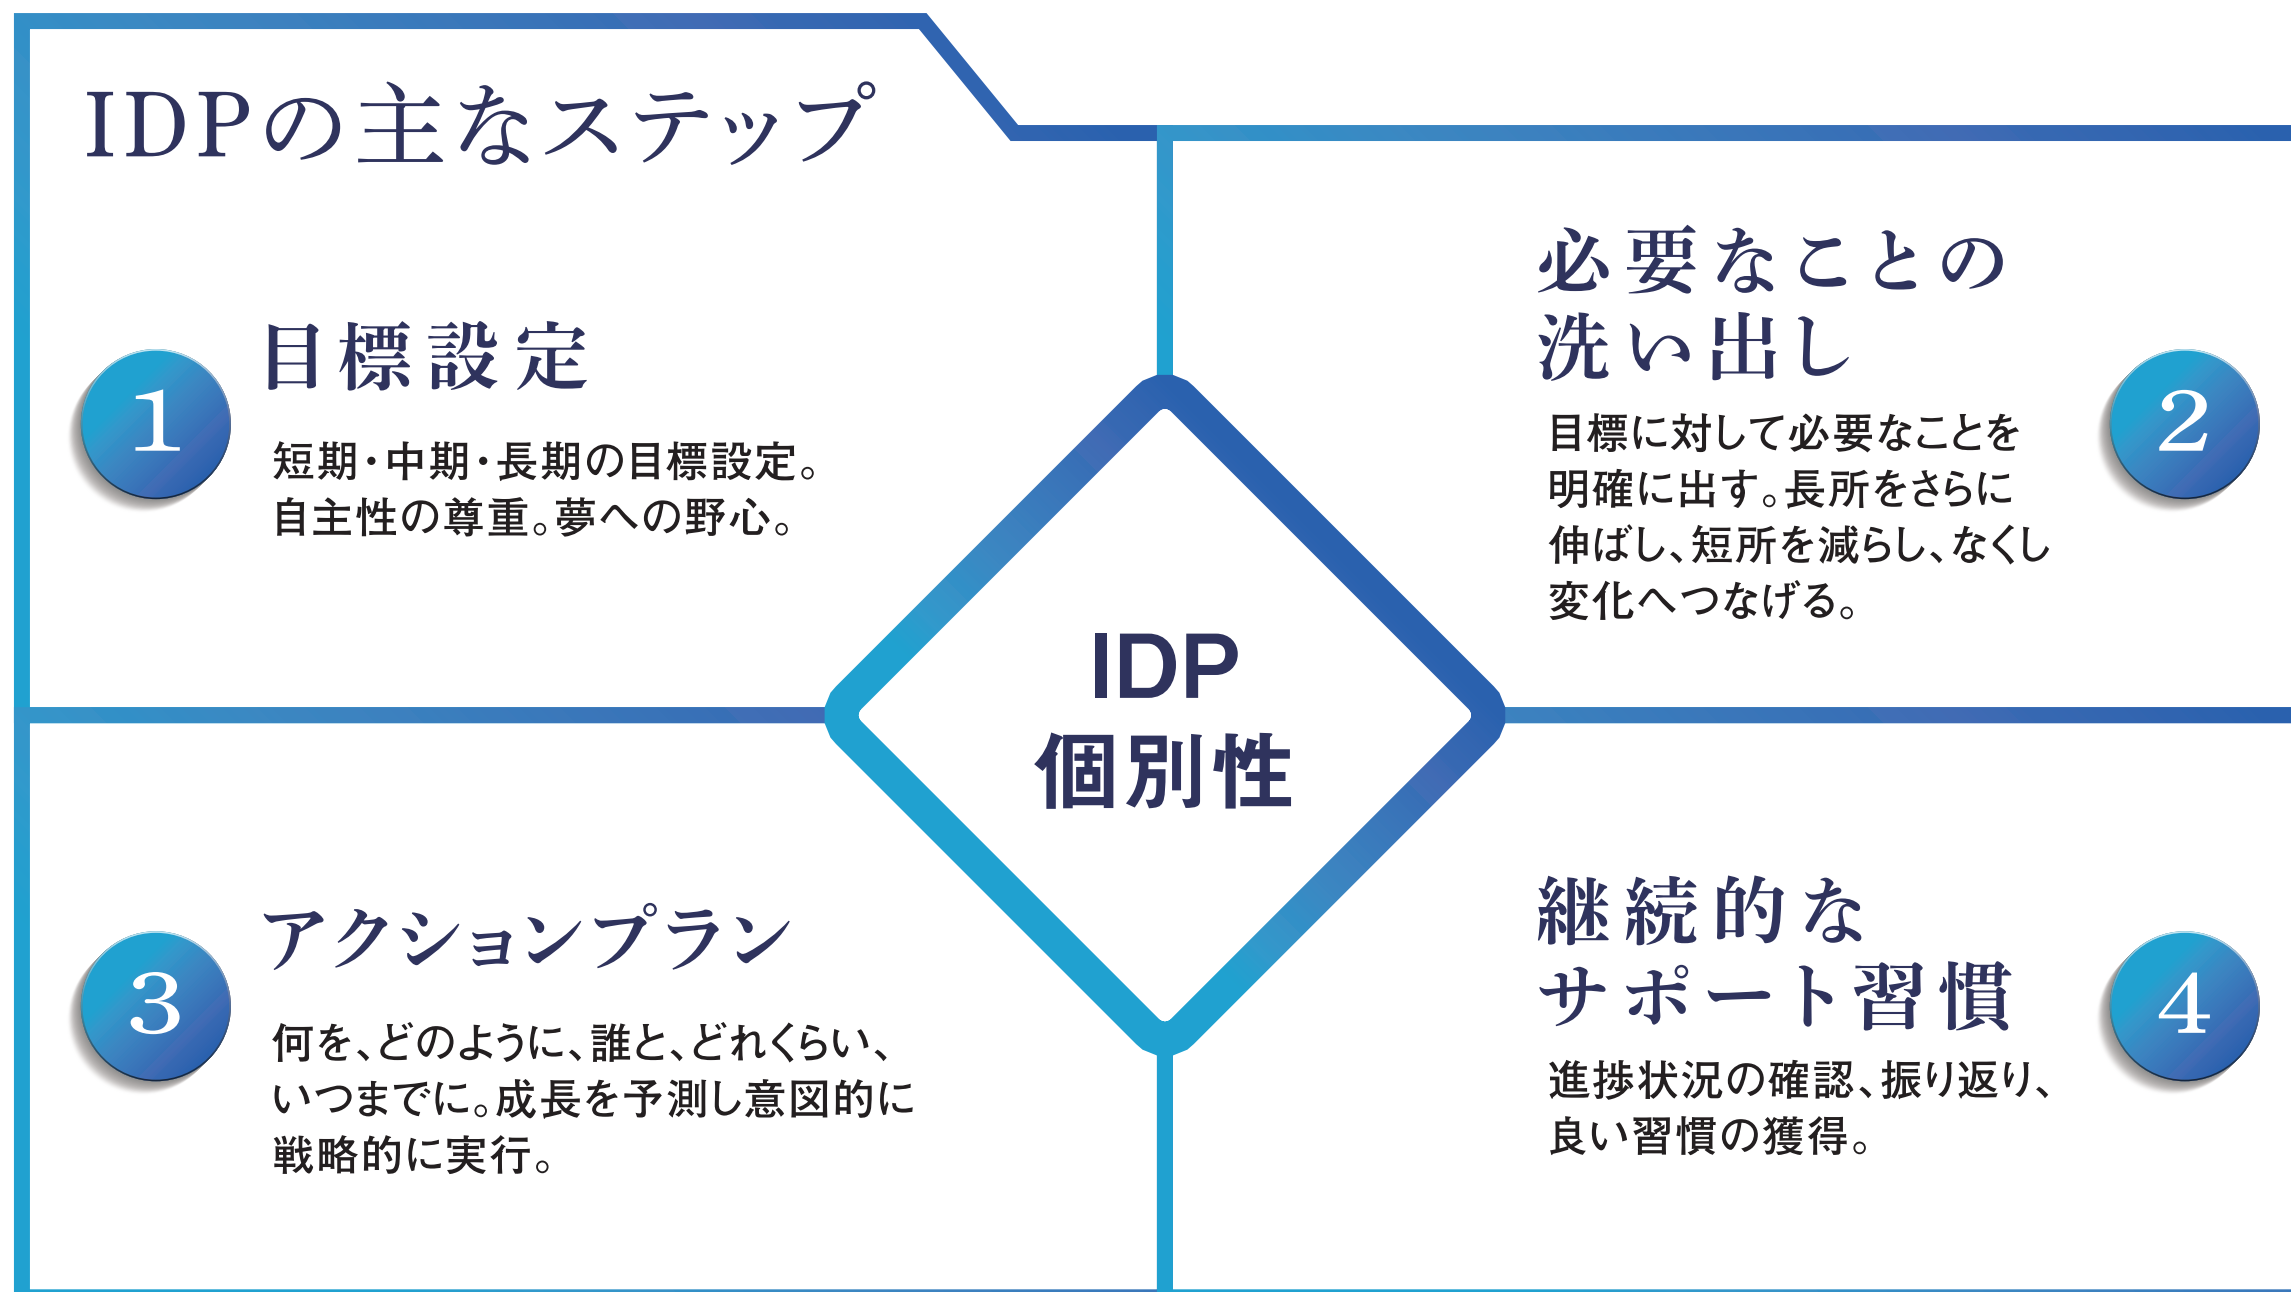 IDPの主なステップ
1
目標設定
短期・中期・長期の目標設定。
自主性の尊重。夢への野心。
必要なことの
洗い出し
2
目標に対して必要なことを
明確に出す。長所をさらに
伸ばし、短所を減らし、なくし
変化へつなげる。
IDP
個別性
3
アクションプラン
何を、どのように、誰と、どれくらい、
いつまでに。成長を予測し意図的に
戦略的に実行。
継続的な
サポート習慣
4
進捗状況の確認、振り返り、
良い習慣の獲得。